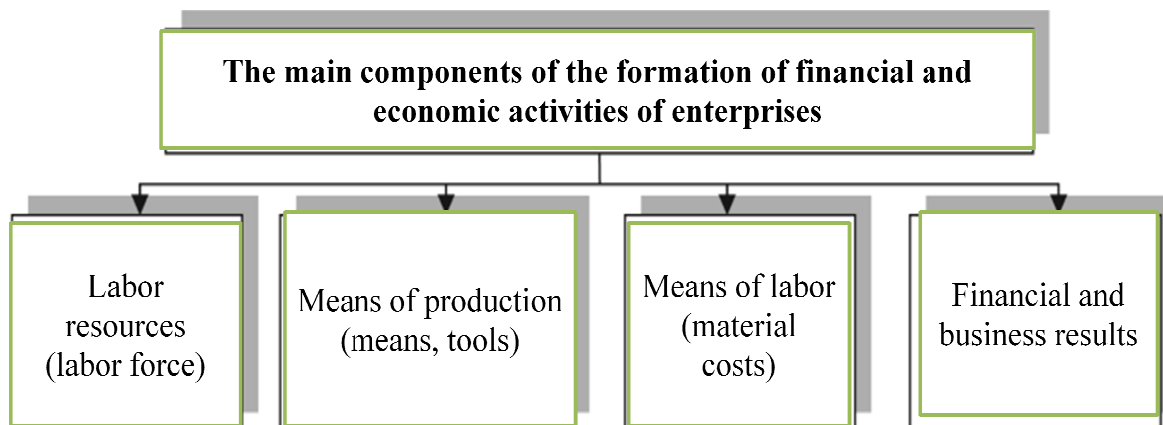 The main components of the formation of financial and
economic activities of enterprises
Labor
resources
(labor force)
Means of production
(means, tools)
Means of labor
(material
costs)
Financial and
business results